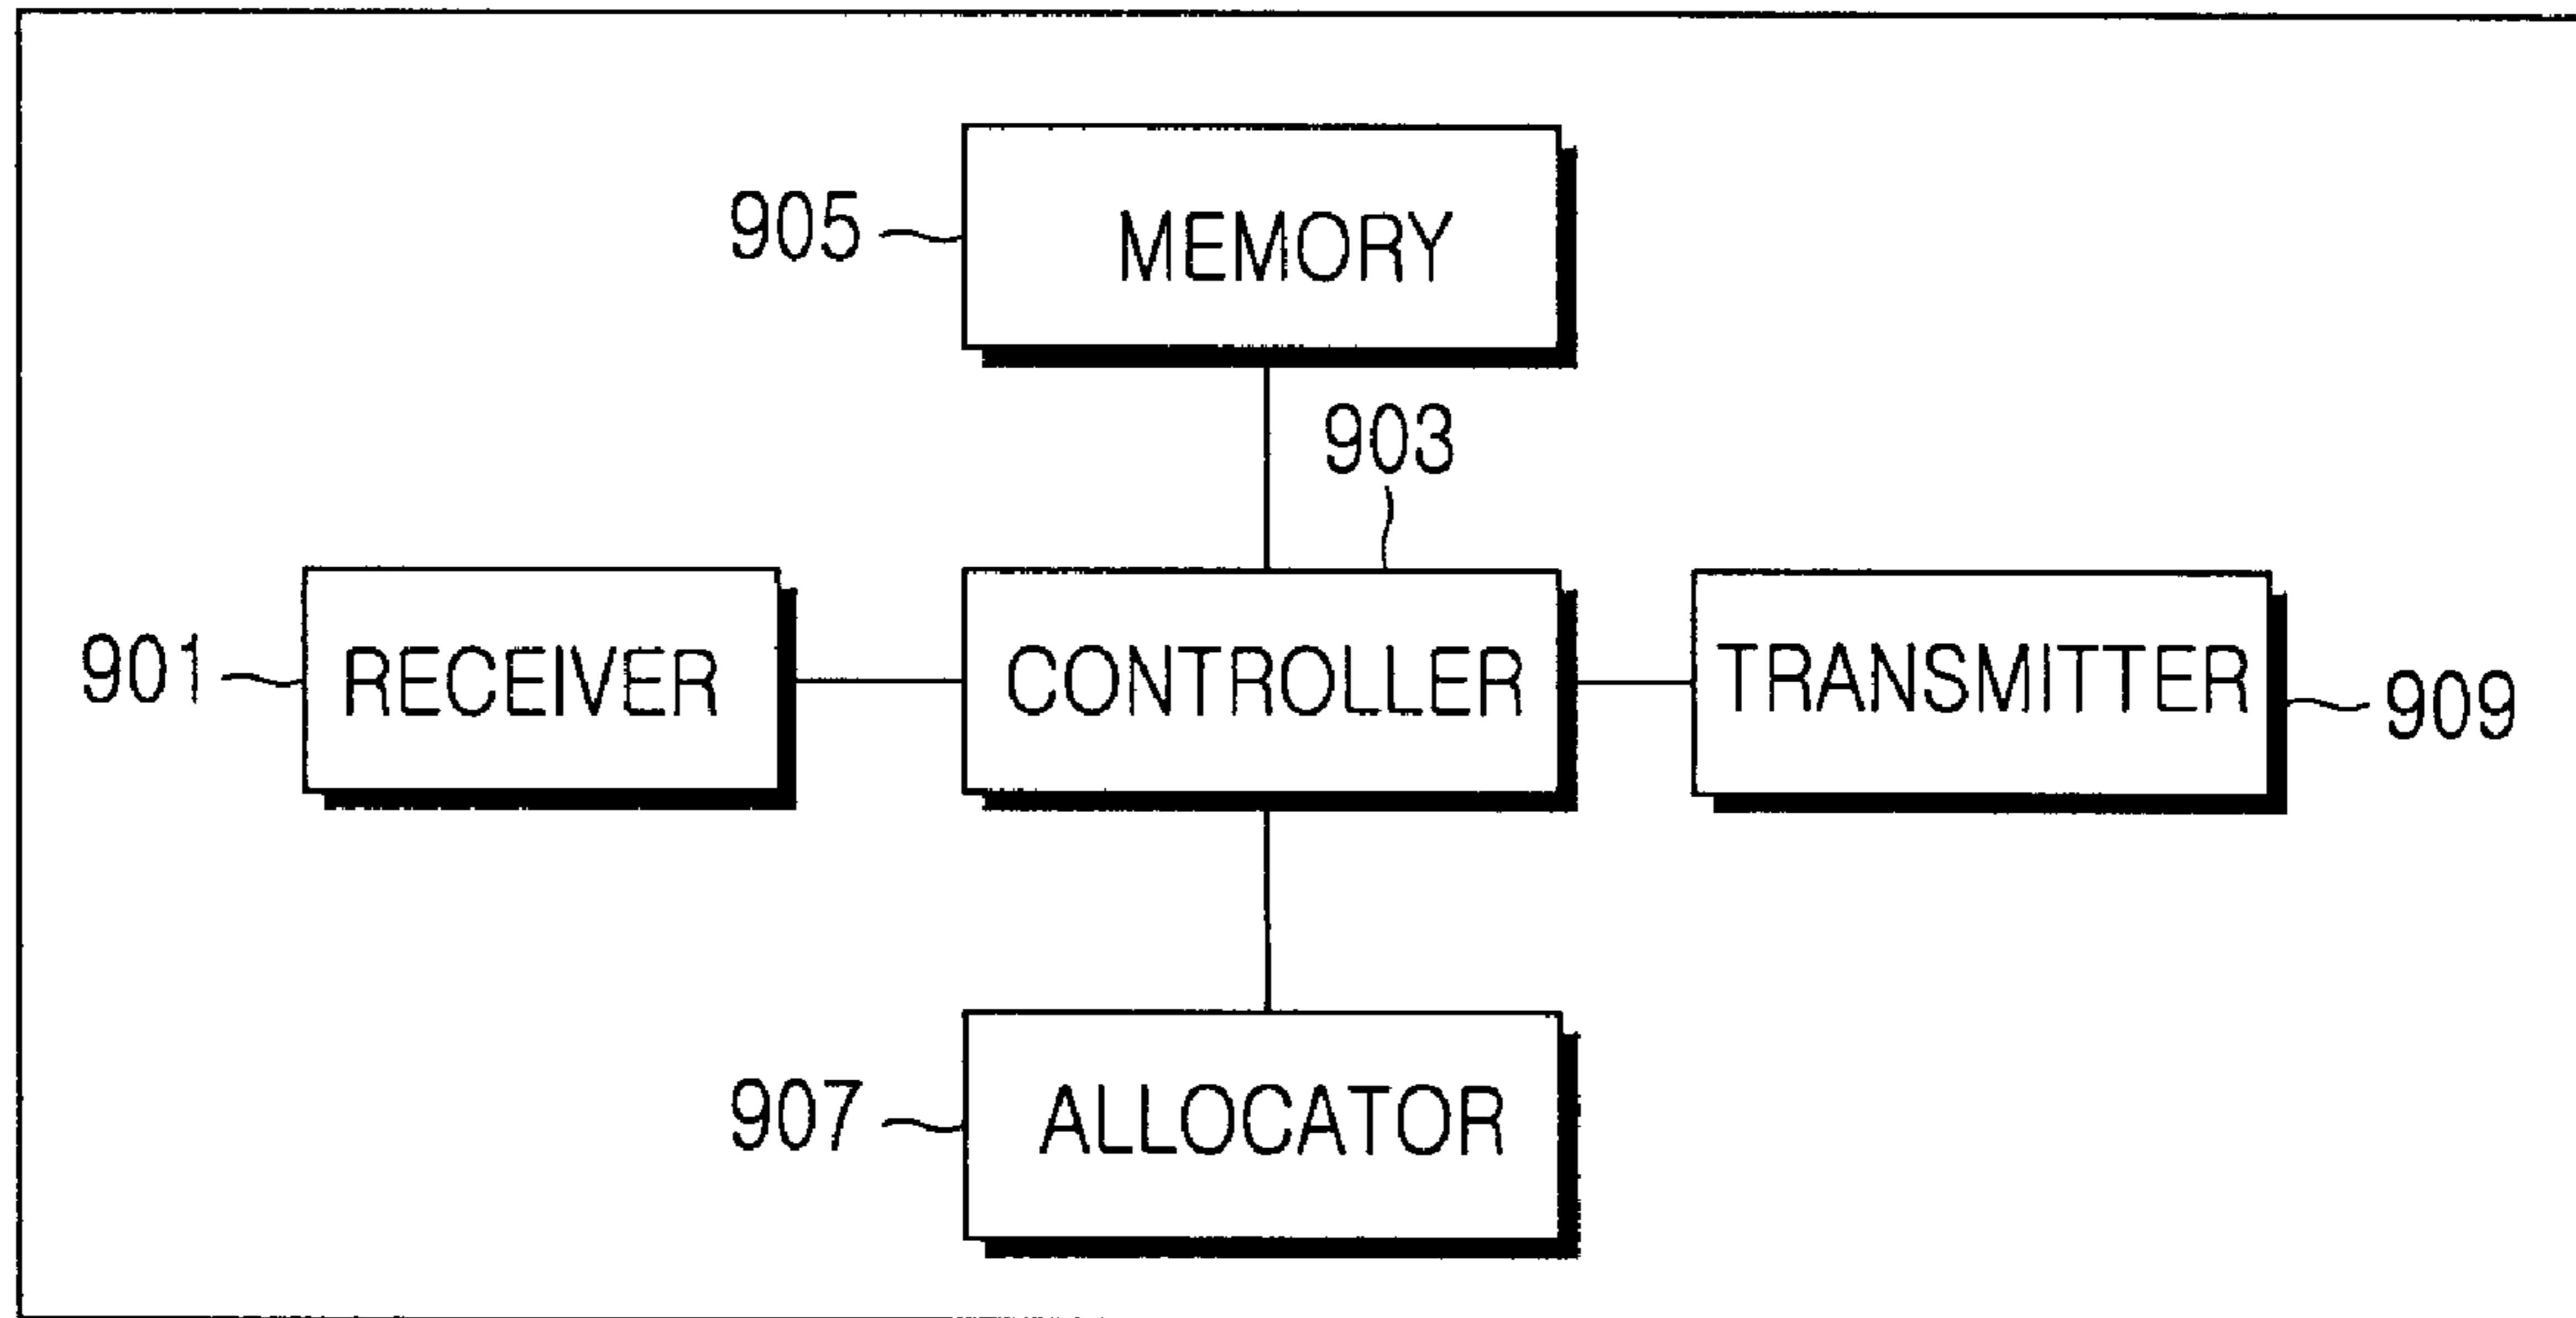 905
MEMORY
903
901
RECEIVER
CONTROLLER
TRANSMITTER
909
907
ALLOCATOR